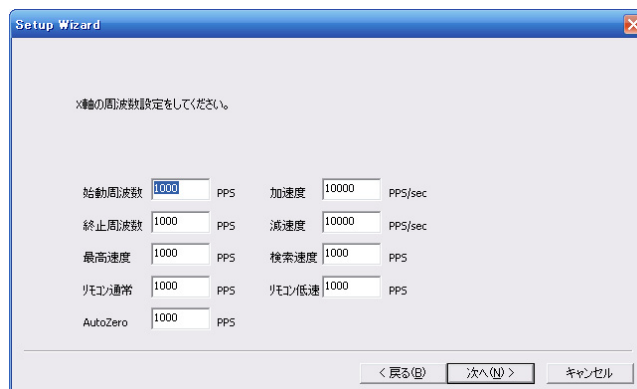 Setup Wizard
X軸の周波数設定をしてください。
始動周波数 1000 PPS 加速度 10000 PPS/sec
終止周波数 1000 PPS 減速度 10000 PPS/sec
最高速度 1000 PPS 検索速度 1000 PPS
リモコン通常 1000 PPS リモコン低速 1000 PPS
AutoZero 1000 PPS
< 戻る(B) 次へ(N) > キャンセル